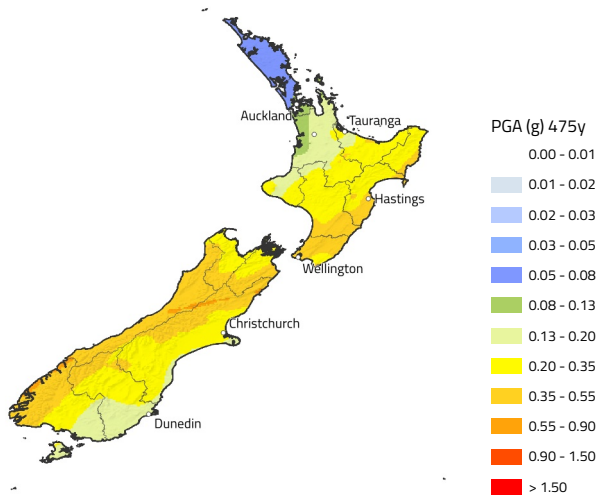 Auckland
Tauranga
Hastings
Wellington
Christchurch
Dunedin
PGA (g) 475y
0.00 - 0.01
0.01 - 0.02
0.02 - 0.03
0.03 - 0.05
0.05 - 0.08
0.08 - 0.13
0.13 - 0.20
0.20 - 0.35
0.35 - 0.55
0.55 - 0.90
0.90 - 1.50
> 1.50